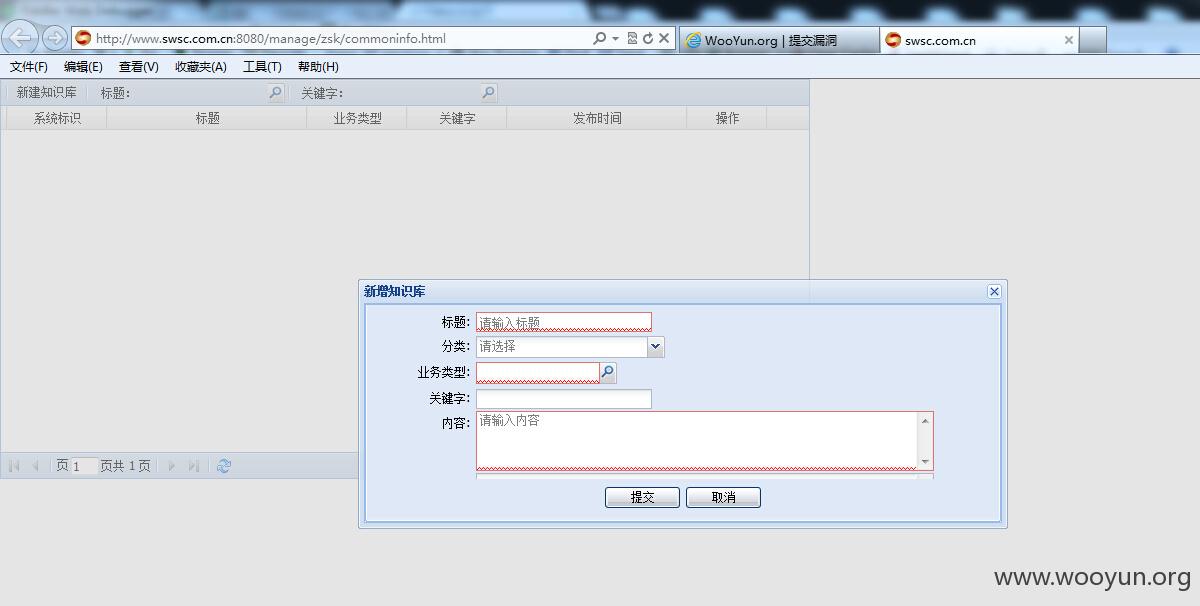 http://www.swsc.com.cn:8080/manage/zsk/commoninfo.html
WooYun.org | 提交漏洞
swsc.com.cn
文件(F) 编辑(E) 查看(V) 收藏夹(A) 工具(T) 帮助(H)
新建知识库 标题: 关键字:
系统标识 标题 业务类型 关键字 发布时间 操作
新增知识库
标题: 请输入标题
分类: 请选择
业务类型:
关键字:
内容: 请输入内容
页 1 页共 1 页
提交 取消
www.wooyun.org